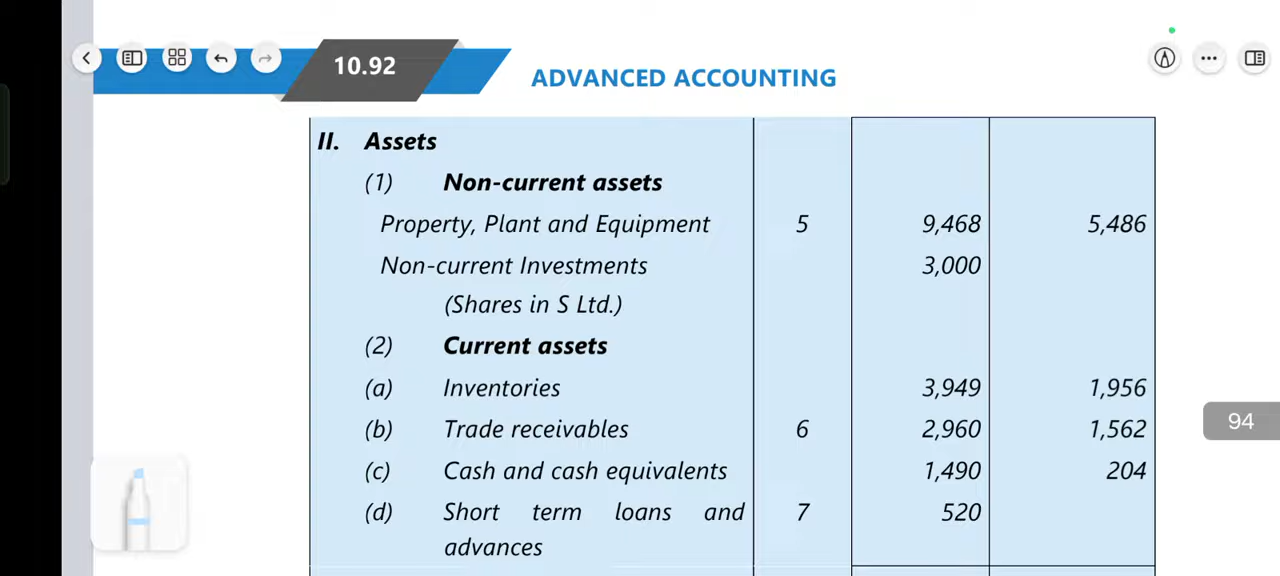 10.92
ADVANCED ACCOUNTING
II. Assets
(1) Non-current assets
Property, Plant and Equipment 5 9,468 5,486
Non-current Investments 3,000
(Shares in S Ltd.)
(2) Current assets
(a) Inventories 3,949 1,956
(b) Trade receivables 6 2,960 1,562
(c) Cash and cash equivalents 1,490 204
(d) Short term loans and 7 520
advances
94